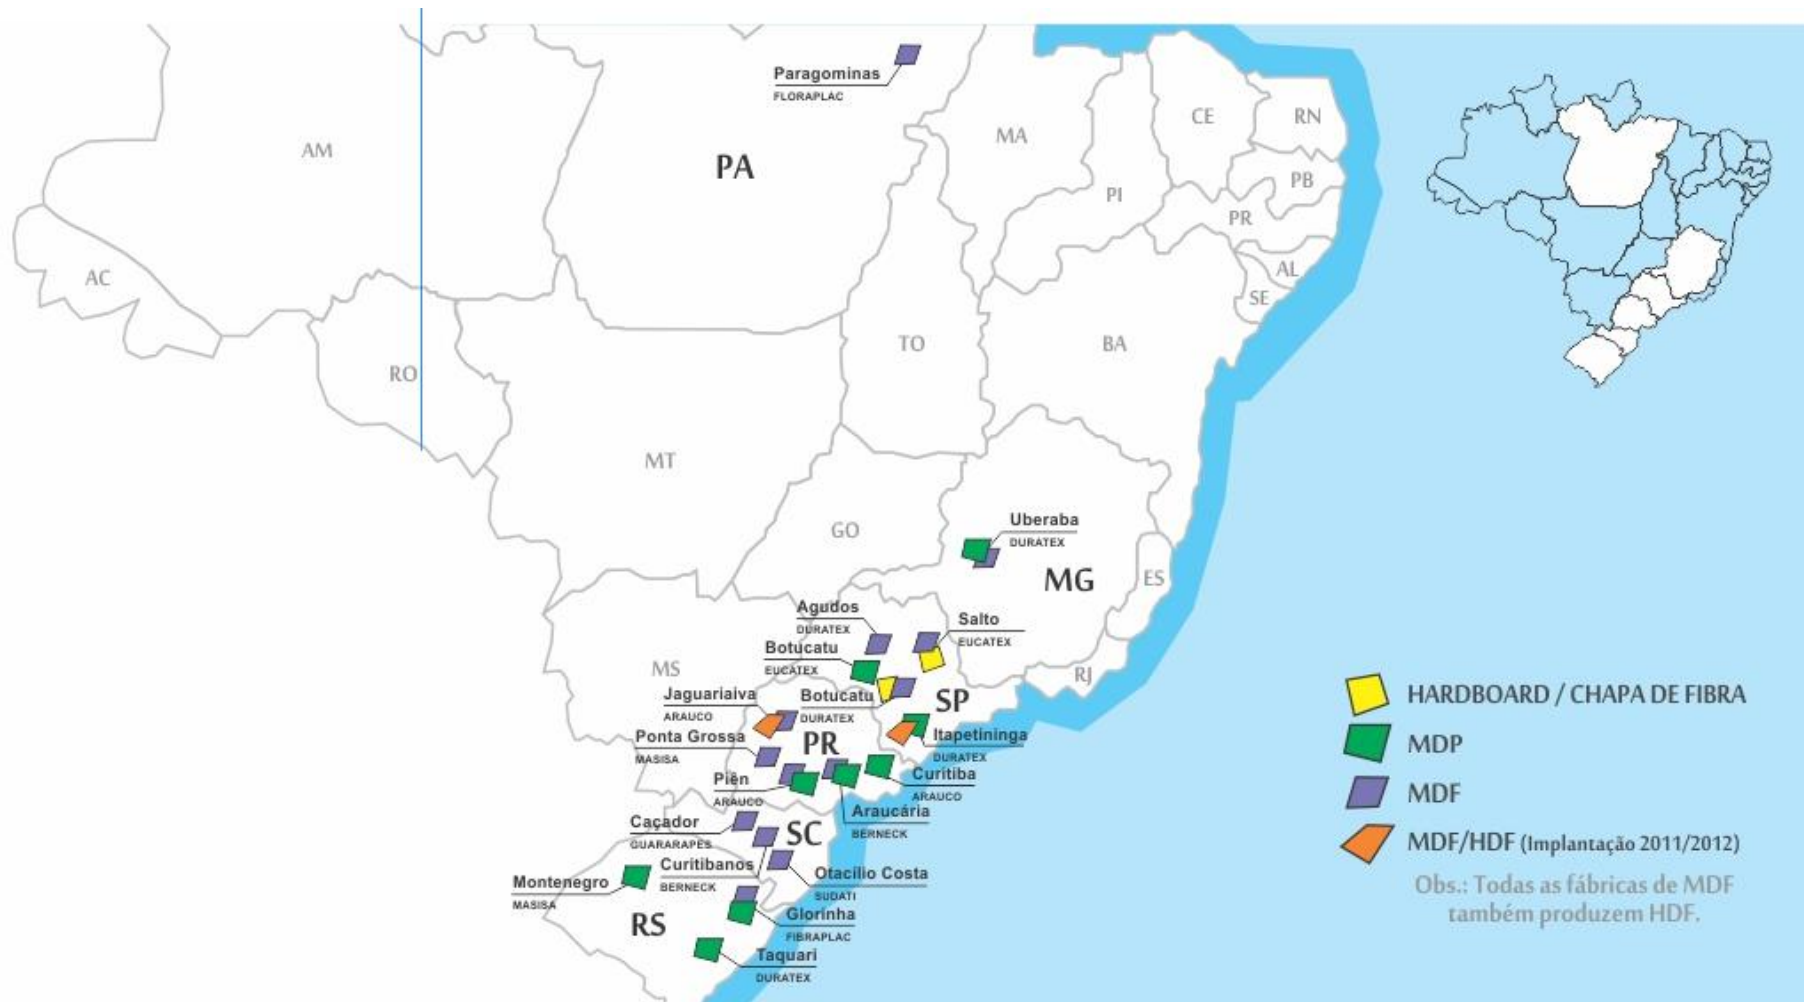 Paragominas
FLORAPLAC
AM
PA
MA
CE
RN
PI
PB
PR
AC
AL
SE
RO
TO
BA
MT
GO
Uberaba
DURATEX
MG
ES
Agudos
DURATEX
Salto
EUCATEX
Botucatu
EUCATEX
MS
RJ
Jaguariaiva
ARAUCO
Botucatu
DURATEX
SP
Ponta Grossa
MASISA
PR
Itapetininga
DURATEX
Piên
ARAUCO
Curitiba
ARAUCO
Araucária
BERNECK
Caçador
GUARARAPES
SC
Curitibanos
BERNECK
Otacílio Costa
SUDATI
Montenegro
MASISA
RS
Glorinha
FIBRAPLAC
Taquari
DURATEX
HARDBOARD / CHAPA DE FIBRA
MDP
MDF
MDF/HDF (Implantação 2011/2012)
Obs.: Todas as fábricas de MDF
também produzem HDF.